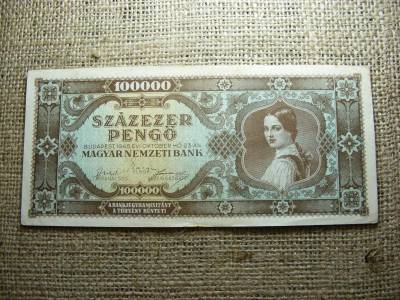 100000
SZÁZEZER
PENGŐ
BUDAPEST, 1945. ÉVI OKTÓBER HÓ 23-ÁN.
MAGYAR NEMZETI BANK
100000
A BANKJEGYHAMISÍTÁST
A TÖRVÉNY BÜNTETI